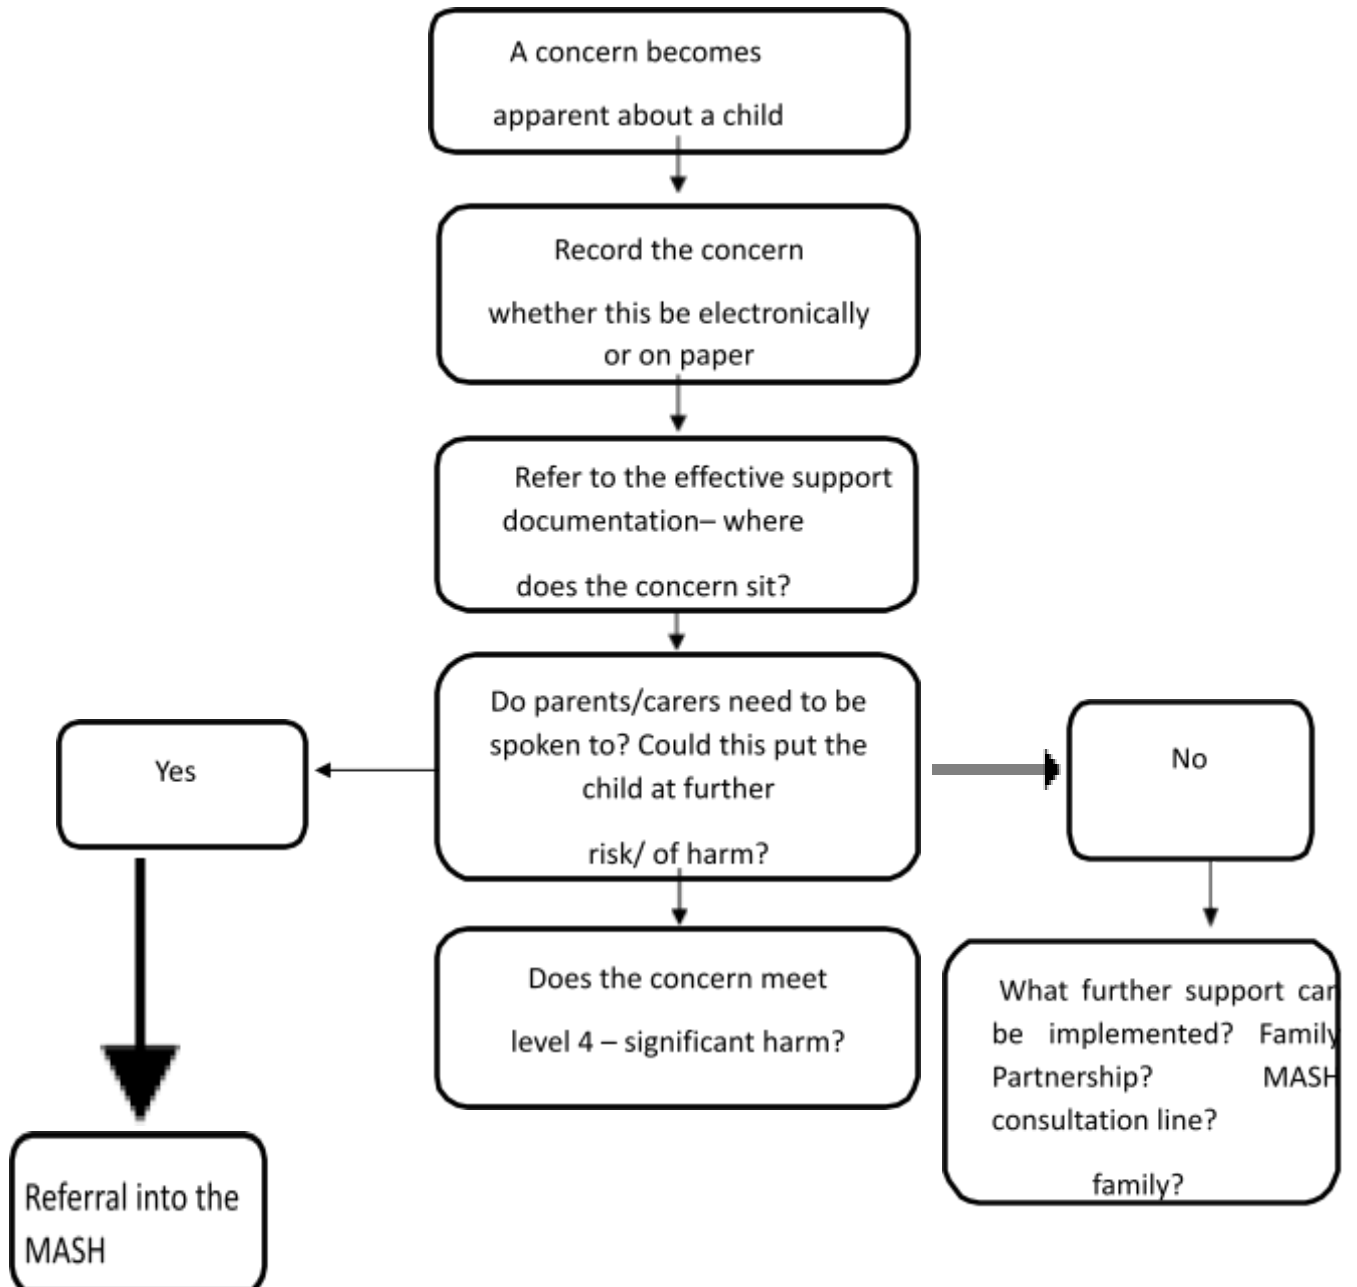 A concern becomes
apparent about a child
Record the concern
whether this be electronically
or on paper
Refer to the effective support
documentation– where
does the concern sit?
Do parents/carers need to be
spoken to? Could this put the
child at further
risk/ of harm?
Yes
No
Does the concern meet
level 4 – significant harm?
What further support can
be implemented? Family
Partnership? MASH
consultation line?
family?
Referral into the
MASH